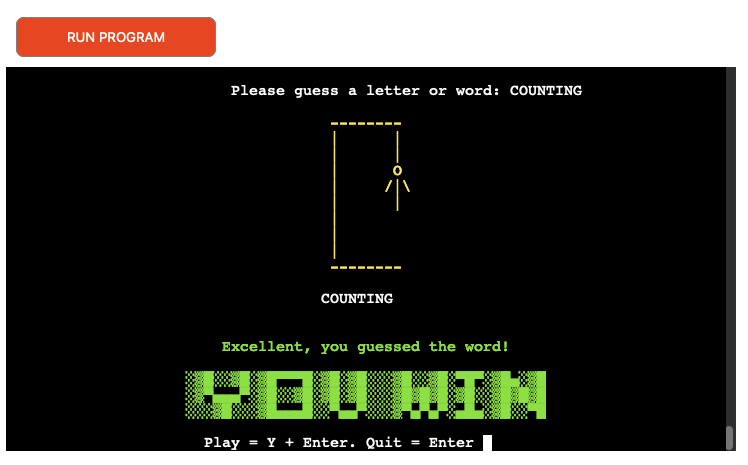 RUN PROGRAM
Please guess a letter or word: COUNTING
COUNTING
Excellent, you guessed the word!
YOU WIN
Play = Y + Enter. Quit = Enter